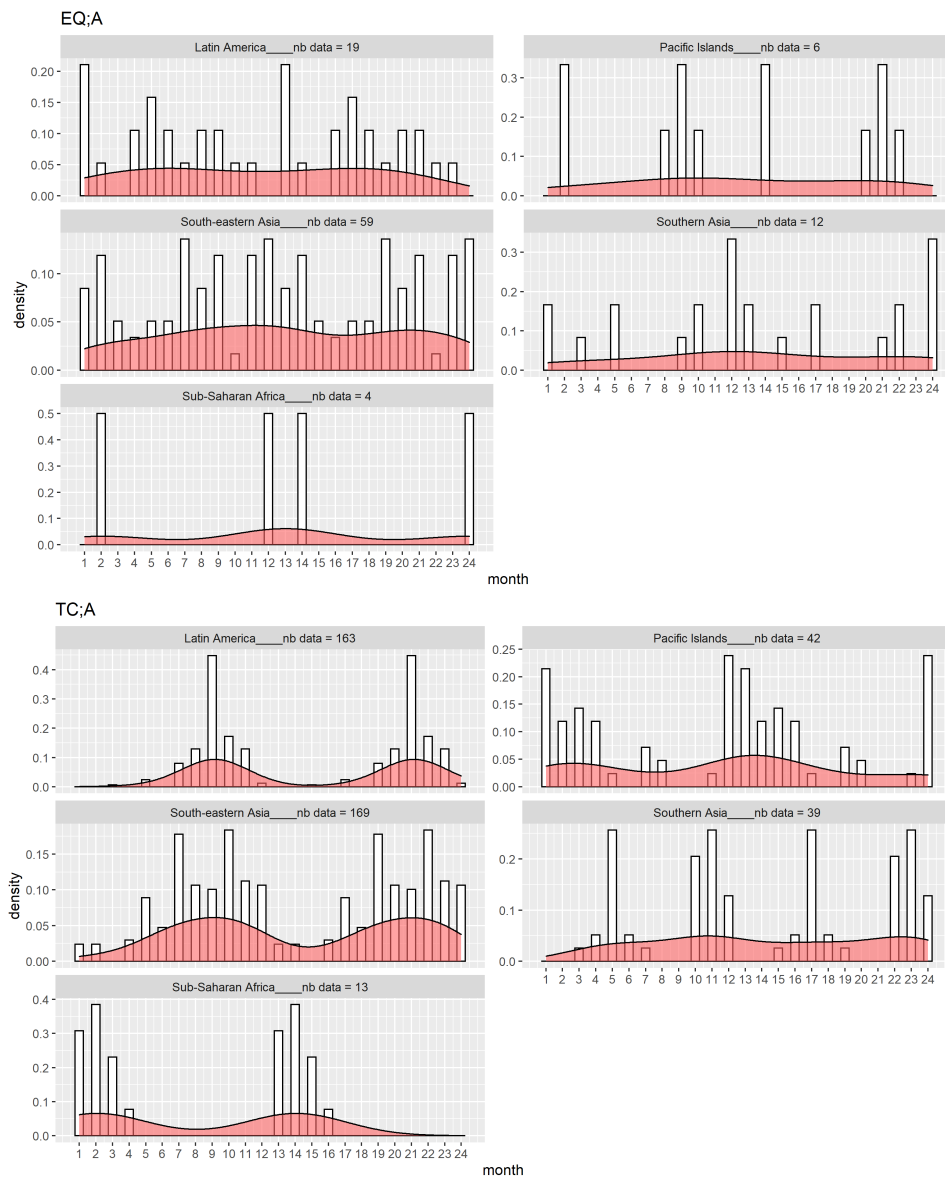 EQ;A
Latin America____nb data = 19
0.20
0.15
0.10
0.05
0.00
Pacific Islands____nb data = 6
0.3
0.2
0.1
0.0
South-eastern Asia____nb data = 59
0.10
0.05
0.00
Southern Asia____nb data = 12
0.3
0.2
0.1
0.0
1 2 3 4 5 6 7 8 9 10 11 12 13 14 15 16 17 18 19 20 21 22 23 24
density
Sub-Saharan Africa____nb data = 4
0.5
0.4
0.3
0.2
0.1
0.0
1 2 3 4 5 6 7 8 9 10 11 12 13 14 15 16 17 18 19 20 21 22 23 24
month
TC;A
Latin America____nb data = 163
0.4
0.3
0.2
0.1
0.0
Pacific Islands____nb data = 42
0.25
0.20
0.15
0.10
0.05
0.00
South-eastern Asia____nb data = 169
0.15
0.10
0.05
0.00
Southern Asia____nb data = 39
0.2
0.1
0.0
1 2 3 4 5 6 7 8 9 10 11 12 13 14 15 16 17 18 19 20 21 22 23 24
density
Sub-Saharan Africa____nb data = 13
0.4
0.3
0.2
0.1
0.0
1 2 3 4 5 6 7 8 9 10 11 12 13 14 15 16 17 18 19 20 21 22 23 24
month